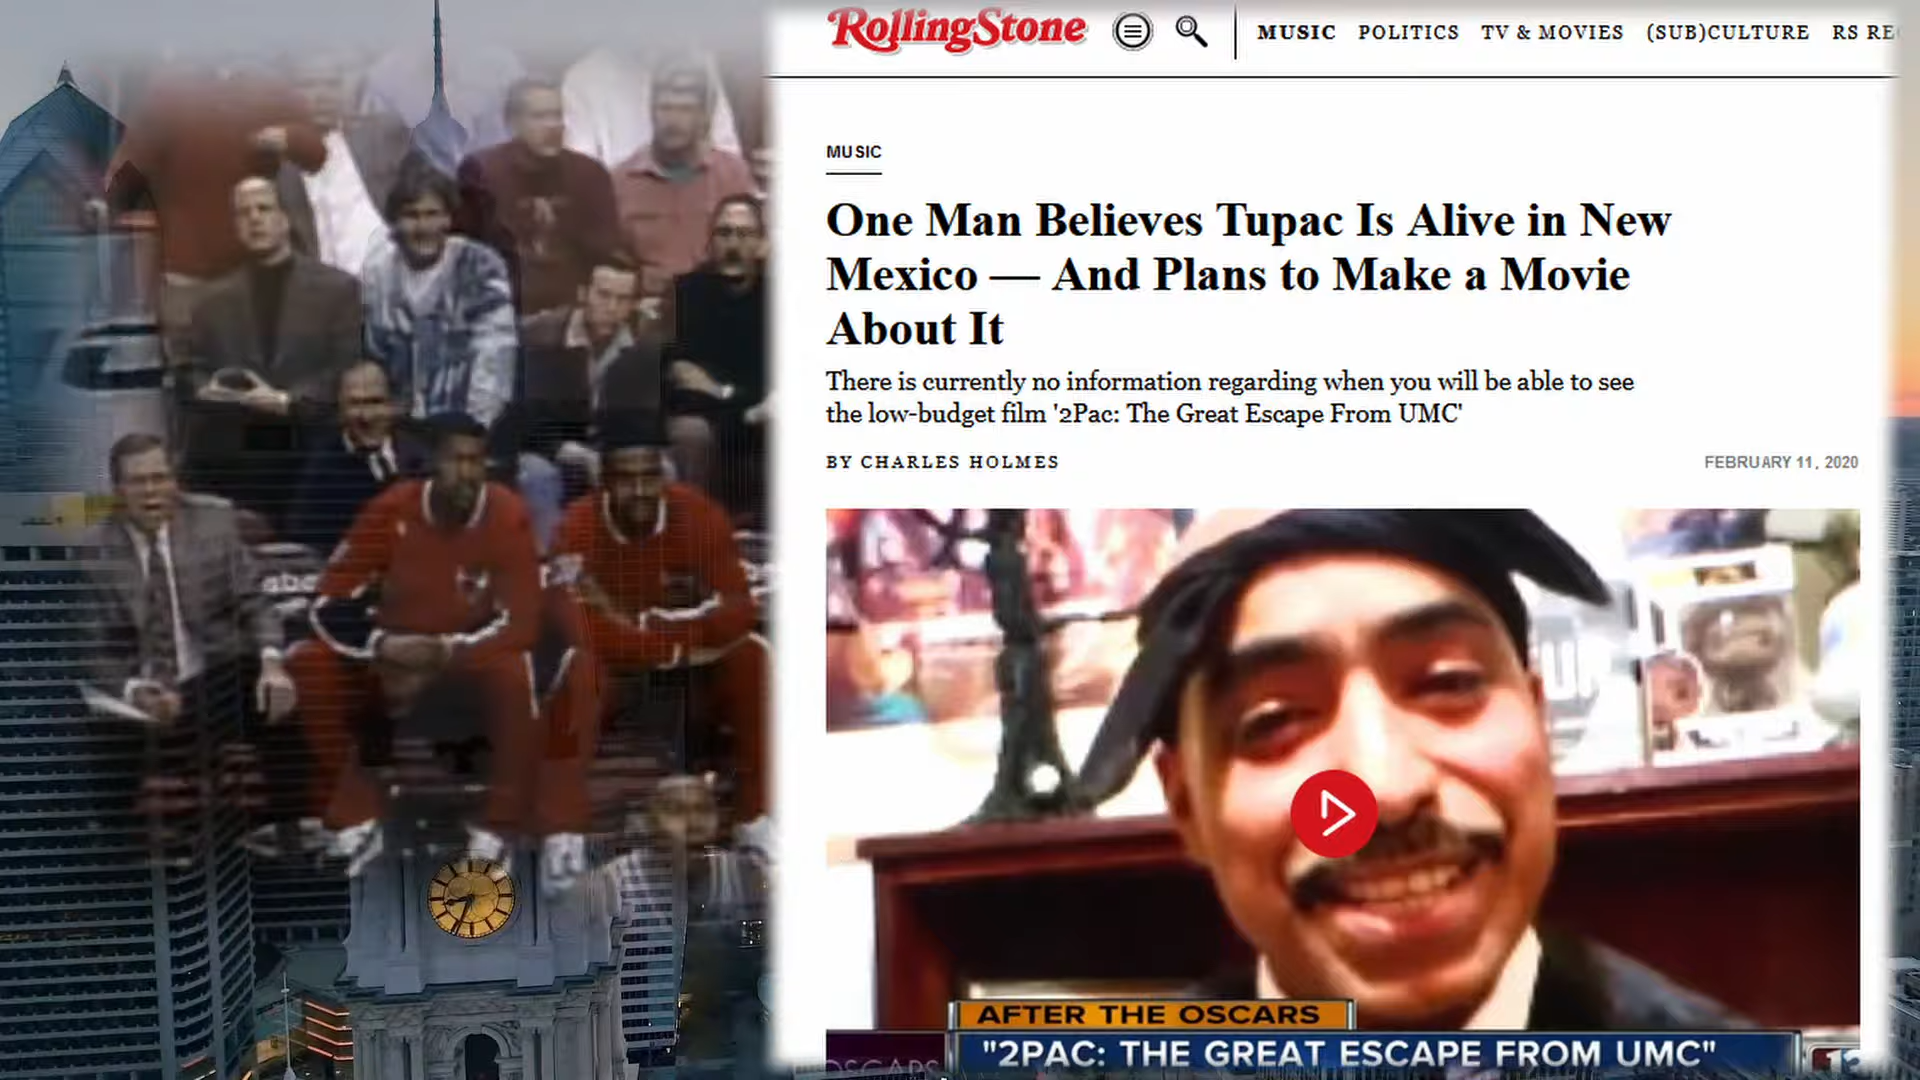 RollingStone
MUSIC POLITICS TV & MOVIES (SUB)CULTURE RS
MUSIC
One Man Believes Tupac Is Alive in New
Mexico — And Plans to Make a Movie
About It
There is currently no information regarding when you will be able to see
the low-budget film '2Pac: The Great Escape From UMC'
BY CHARLES HOLMES
FEBRUARY 11, 2020
AFTER THE OSCARS
"2PAC: THE GREAT ESCAPE FROM UMC"
OSCARS
13